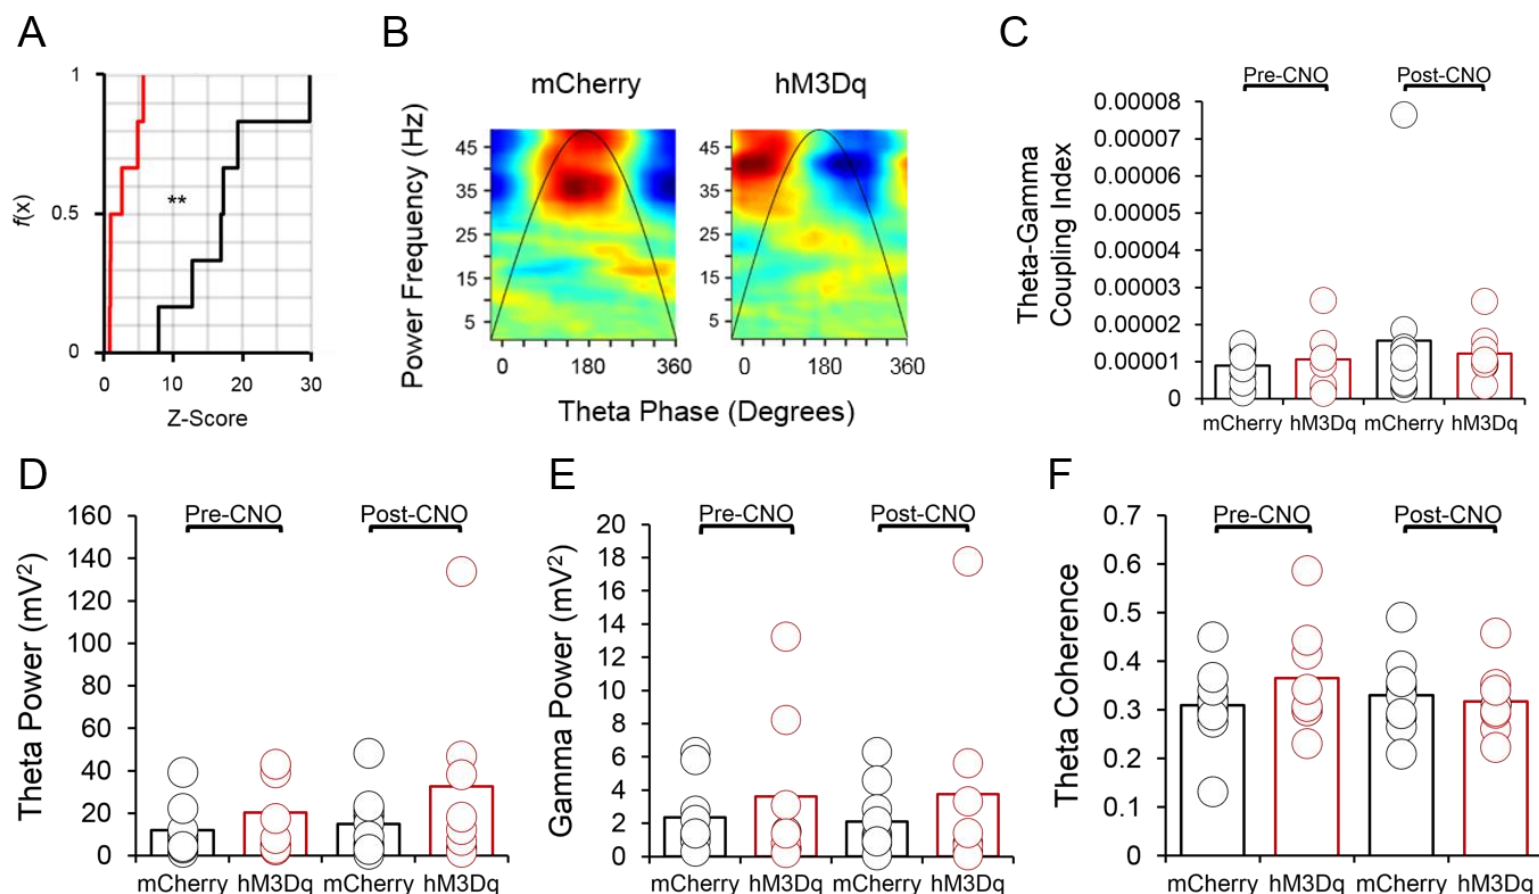 A
1
0.5
0
f(x)
**
0 10 20 30
Z-Score
B
mCherry hM3Dq
Power Frequency (Hz)
45
35
25
15
5
45
35
25
15
5
0 180 360
0 180 360
Theta Phase (Degrees)
C
Pre-CNO Post-CNO
Theta-Gamma
Coupling Index
0.00008
0.00007
0.00006
0.00005
0.00004
0.00003
0.00002
0.00001
0
mCherry hM3Dq mCherry hM3Dq
D
Pre-CNO Post-CNO
Theta Power (mV²)
160
140
120
100
80
60
40
20
0
mCherry hM3Dq mCherry hM3Dq
E
Pre-CNO Post-CNO
Gamma Power (mV²)
20
18
16
14
12
10
8
6
4
2
0
mCherry hM3Dq mCherry hM3Dq
F
Pre-CNO Post-CNO
Theta Coherence
0.7
0.6
0.5
0.4
0.3
0.2
0.1
0
mCherry hM3Dq mCherry hM3Dq